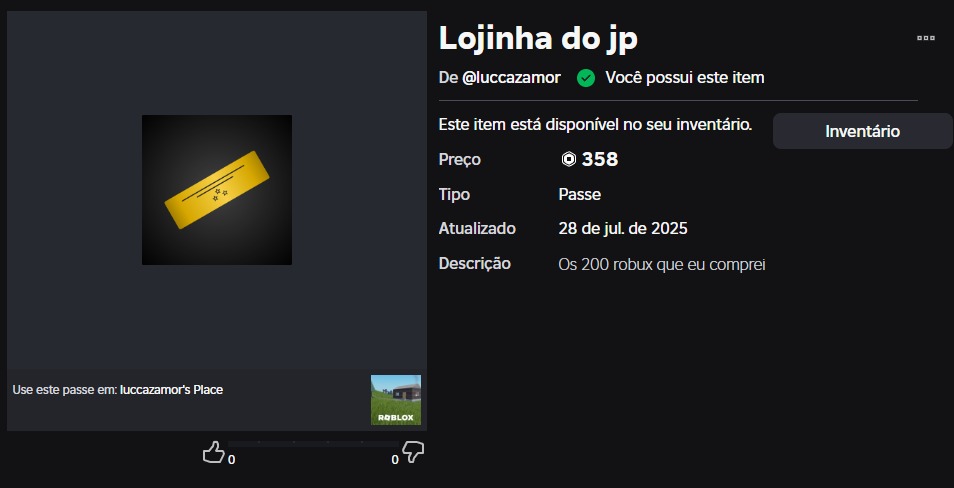 Lojinha do jp
De @luccazamor Você possui este item
Este item está disponível no seu inventário.
Inventário
Preço 358
Tipo Passe
Atualizado 28 de jul. de 2025
Descrição Os 200 robux que eu comprei
Use este passe em: luccazamor's Place
ROBLOX
0 0